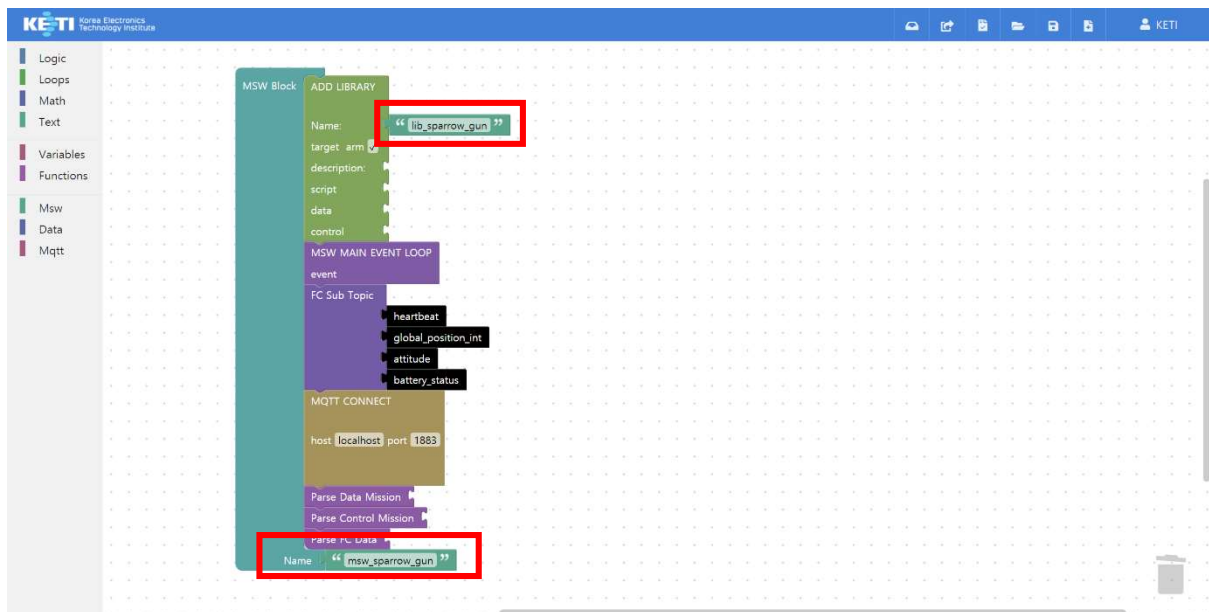 KETI Korea Electronics Technology Institute
KETI
Logic
Loops
Math
Text
Variables
Functions
Msw
Data
Mqtt
MSW Block
ADD LIBRARY
Name: “ lib_sparrow_gun ”
target arm
description:
script
data
control
MSW MAIN EVENT LOOP
event
FC Sub Topic
heartbeat
global_position_int
attitude
battery_status
MQTT CONNECT
host localhost port 1883
Parse Data Mission
Parse Control Mission
Parse FC Data
Name “ msw_sparrow_gun ”